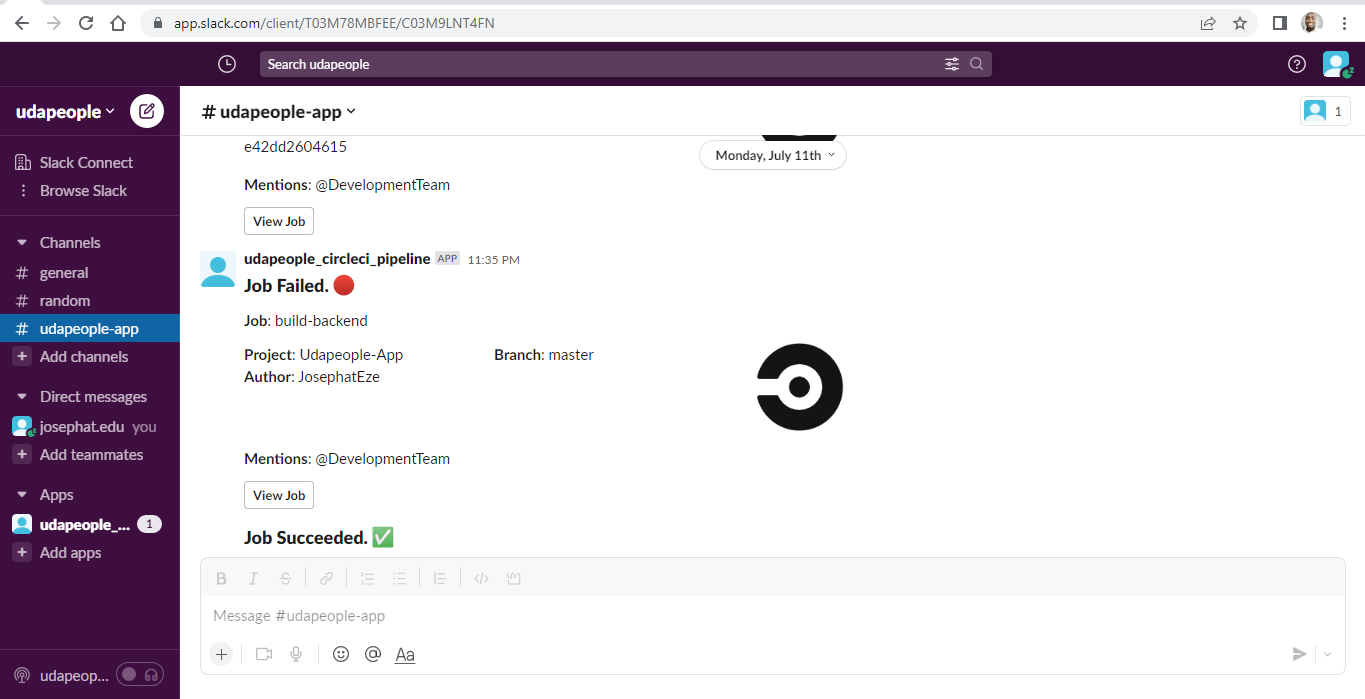 app.slack.com/client/T03M78MBFEE/C03M9LNT4FN
Search udapeople
udapeople
Slack Connect
Browse Slack
Channels
# general
# random
# udapeople-app
+ Add channels
Direct messages
josephat.edu you
+ Add teammates
Apps
udapeople_... 1
+ Add apps
udapeop...
# udapeople-app
1
e42dd2604615
Monday, July 11th
Mentions: @DevelopmentTeam
View Job
udapeople_circleci_pipeline APP 11:35 PM
Job Failed. 🔴
Job: build-backend
Project: Udapeople-App Branch: master
Author: JosephatEze
Mentions: @DevelopmentTeam
View Job
Job Succeeded. ✅
B I S
Message #udapeople-app
+ @ Aa